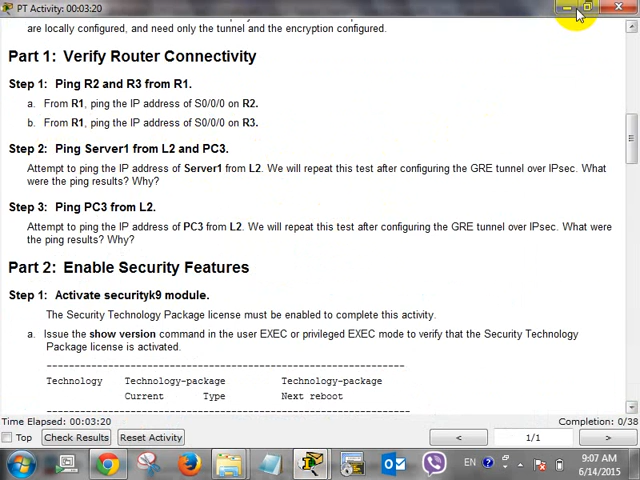 PT Activity: 00:03:20
are locally configured, and need only the tunnel and the encryption configured.
Part 1: Verify Router Connectivity
Step 1: Ping R2 and R3 from R1.
a. From R1, ping the IP address of S0/0/0 on R2.
b. From R1, ping the IP address of S0/0/0 on R3.
Step 2: Ping Server1 from L2 and PC3.
Attempt to ping the IP address of Server1 from L2. We will repeat this test after configuring the GRE tunnel over IPsec. What
were the ping results? Why?
Step 3: Ping PC3 from L2.
Attempt to ping the IP address of PC3 from L2. We will repeat this test after configuring the GRE tunnel over IPsec. What were
the ping results? Why?
Part 2: Enable Security Features
Step 1: Activate securityk9 module.
The Security Technology Package license must be enabled to complete this activity.
a. Issue the show version command in the user EXEC or privileged EXEC mode to verify that the Security Technology
Package license is activated.
Technology Technology-package Technology-package
Current Type Next reboot
Time Elapsed: 00:03:20 Completion: 0/38
Top Check Results Reset Activity < 1/1 >
EN 9:07 AM
6/14/2015